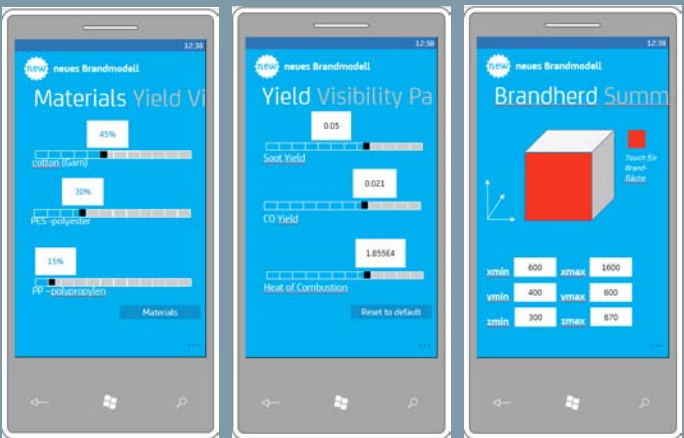 12:38
new neues Brandmodell
Materials Yield Vi
45%
cotton (Garn)
30%
PES -polyester
15%
PP –polypropylen
Materials
...
12:38
new neues Brandmodell
Yield Visibility Pa
0.05
Soot Yield
0.021
CO Yield
1.855E4
Heat of Combustion
Reset to default
...
12:38
new neues Brandmodell
Brandherd Summ
Touch für
Brand-
fläche
xmin 600 xmax 1600
ymin 400 ymax 600
zmin 300 zmax 670
...